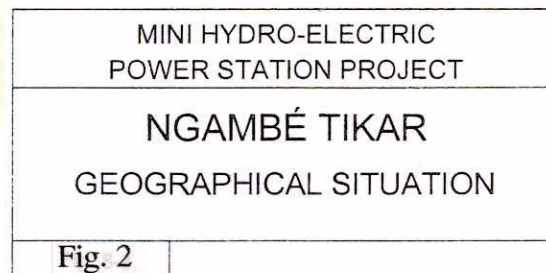 MINI HYDRO-ELECTRIC
POWER STATION PROJECT
NGAMBÉ TIKAR
GEOGRAPHICAL SITUATION
Fig. 2